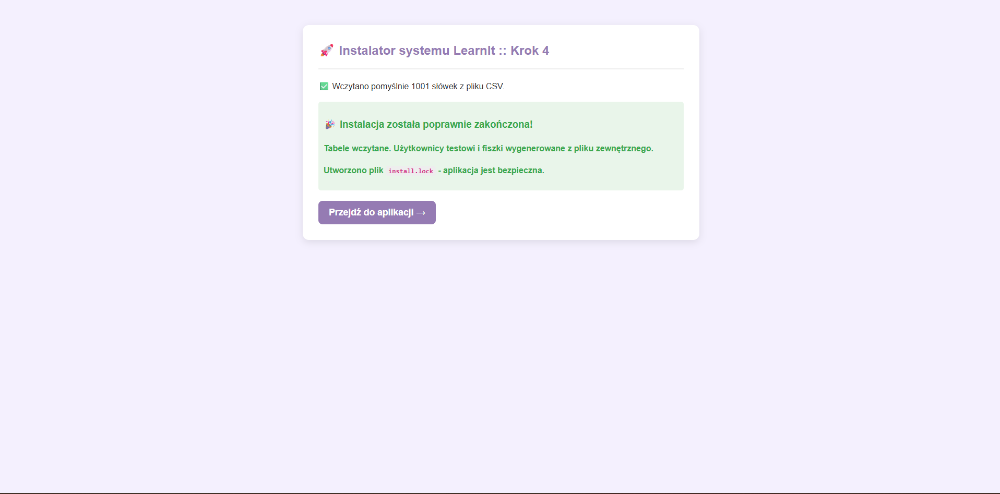 🚀 Instalator systemu LearnIt :: Krok 4
✅ Wczytano pomyślnie 1001 słówek z pliku CSV.
🎉 Instalacja została poprawnie zakończona!
Tabele wczytane. Użytkownicy testowi i fiszki wygenerowane z pliku zewnętrznego.
Utworzono plik install.lock - aplikacja jest bezpieczna.
Przejdź do aplikacji →